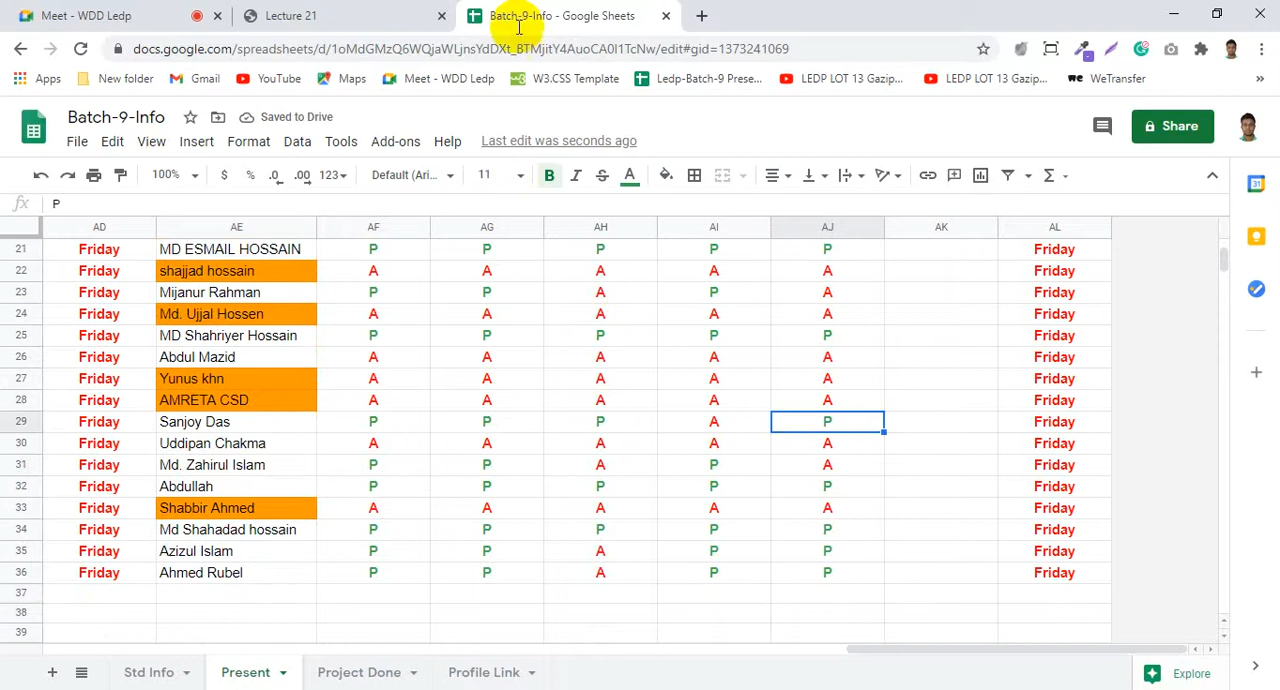 Meet - WDD Ledp
Lecture 21
Batch-9-Info - Google Sheets
docs.google.com/spreadsheets/d/1oMdGMzQ6WQjaWLjnsYdDXt_BTMjitY4AuoCA0l1TcNw/edit#gid=1373241069
Apps New folder Gmail YouTube Maps Meet - WDD Ledp W3.CSS Template Ledp-Batch-9 Prese... LEDP LOT 13 Gazip... LEDP LOT 13 Gazip... WeTransfer »
Batch-9-Info Saved to Drive
File Edit View Insert Format Data Tools Add-ons Help Last edit was seconds ago
Share
100% $ % .0 .00 123 Default (Ari... 11 B I S A
fx P
AD AE AF AG AH AI AJ AK AL
21 Friday MD ESMAIL HOSSAIN P P P P P Friday
22 Friday shajjad hossain A A A A A Friday
23 Friday Mijanur Rahman P P A P A Friday
24 Friday Md. Ujjal Hossen A A A A A Friday
25 Friday MD Shahriyer Hossain P P P P P Friday
26 Friday Abdul Mazid A A A A A Friday
27 Friday Yunus khn A A A A A Friday
28 Friday AMRETA CSD A A A A A Friday
29 Friday Sanjoy Das P P P A P Friday
30 Friday Uddipan Chakma A A A A A Friday
31 Friday Md. Zahirul Islam P P A P A Friday
32 Friday Abdullah P P P P P Friday
33 Friday Shabbir Ahmed A A A A A Friday
34 Friday Md Shahadad hossain P P P P P Friday
35 Friday Azizul Islam P P A P P Friday
36 Friday Ahmed Rubel P P A P P Friday
37
38
39
Std Info Present Project Done Profile Link Explore